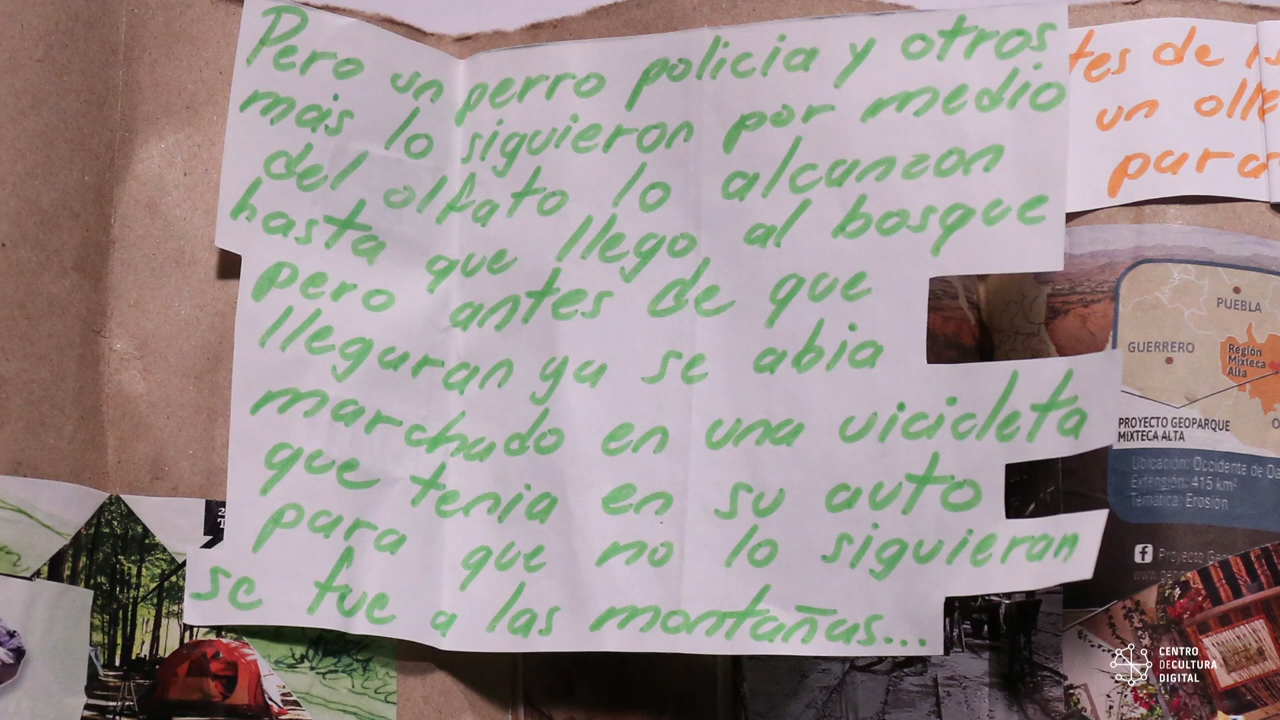 Pero un perro policia y otros
más lo siguieron por medio
del olfato lo alcanzon
hasta que llego al bosque
pero antes de que
lleguran ya se abia
marchado en una vicicleta
que tenia en su auto
para que no lo siguieran
se fue a las montañas...
tes de
un
para
PUEBLA
GUERRERO
Región
Mixteca
Alta
PROYECTO GEOPARQUE
MIXTECA ALTA
Ubicación: Occidente de
Extensión: 415 km²
Temática: Erosión
Proyecto
CENTRO
DECULTURA
DIGITAL